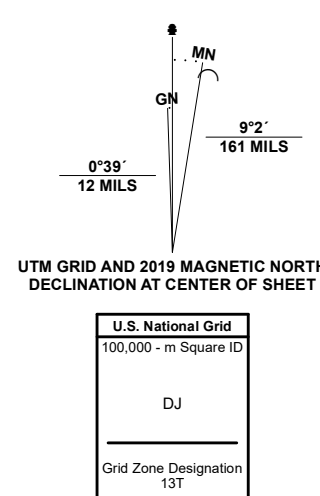 MN
GN
9°2´
161 MILS
0°39´
12 MILS
UTM GRID AND 2019 MAGNETIC NORTH
DECLINATION AT CENTER OF SHEET
U.S. National Grid
100,000 - m Square ID
DJ
Grid Zone Designation
13T